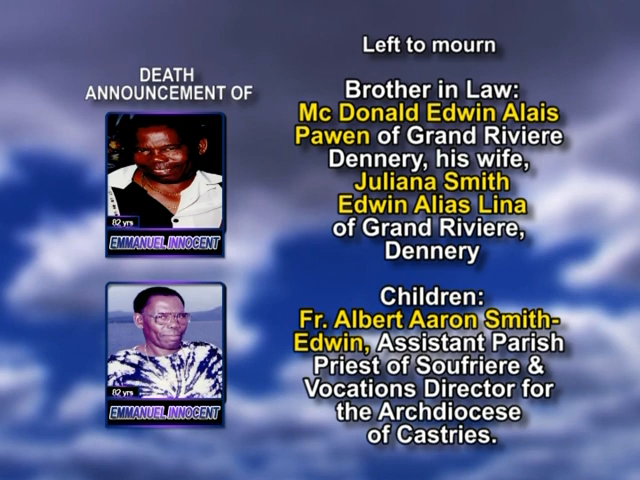 DEATH
ANNOUNCEMENT OF
82 yrs
EMMANUEL INNOCENT
82 yrs
EMMANUEL INNOCENT
Left to mourn
Brother in Law:
Mc Donald Edwin Alais
Pawen of Grand Riviere
Dennery, his wife,
Juliana Smith
Edwin Alias Lina
of Grand Riviere,
Dennery
Children:
Fr. Albert Aaron Smith-
Edwin, Assistant Parish
Priest of Soufriere &
Vocations Director for
the Archdiocese
of Castries.